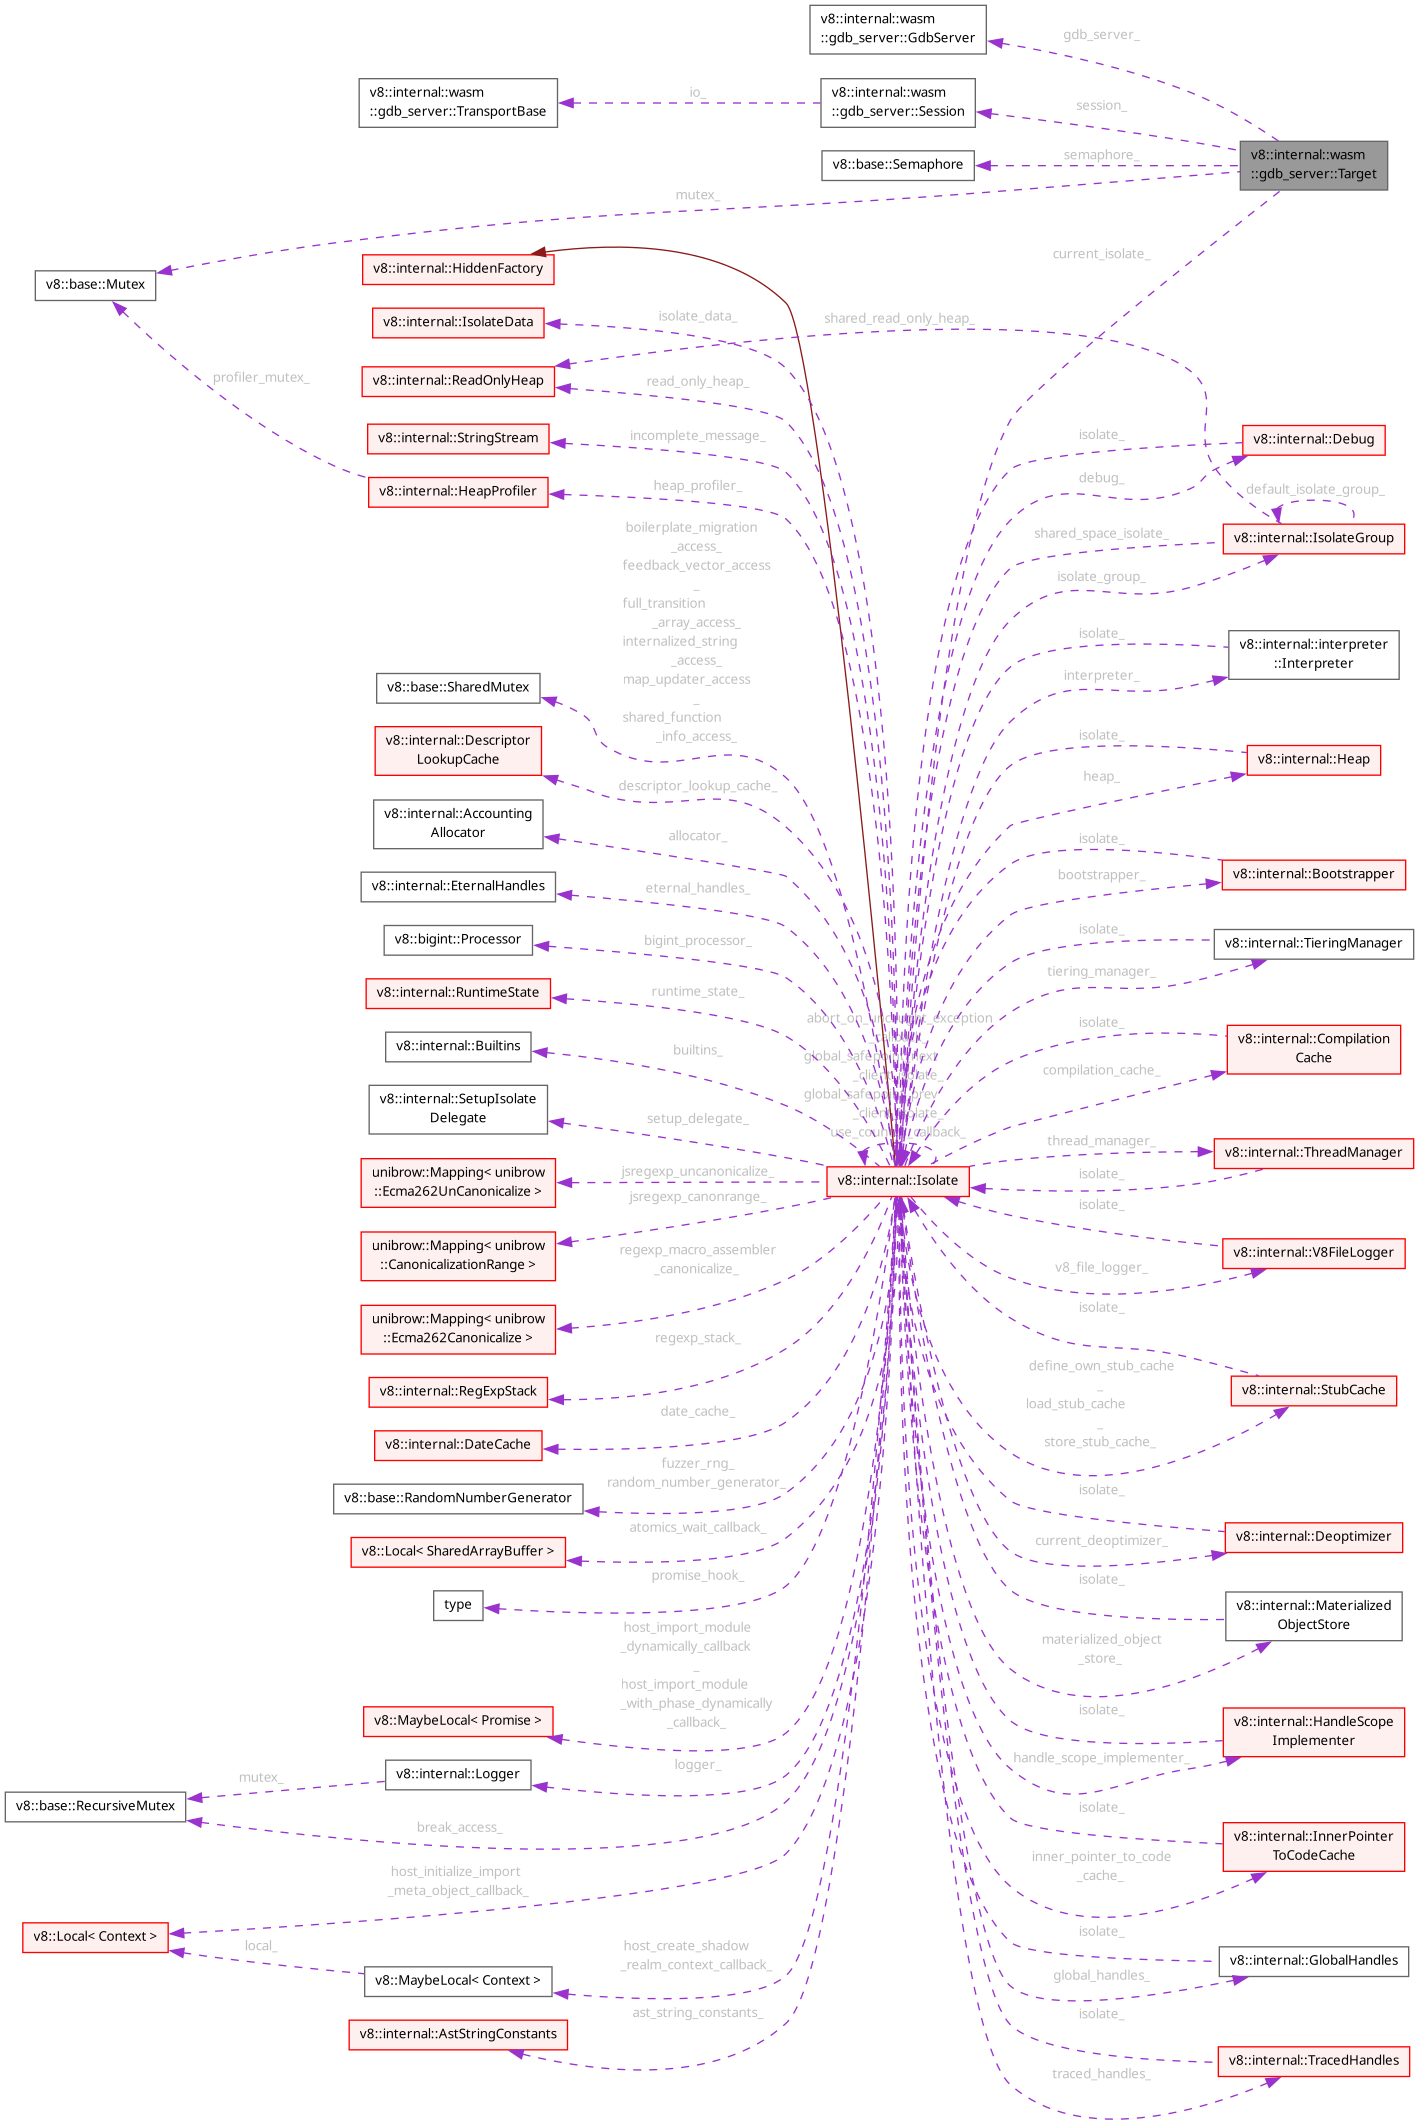 v8::internal::wasm
::gdb_server::GdbServer
gdb_server_
v8::internal::wasm
::gdb_server::TransportBase
io_
v8::internal::wasm
::gdb_server::Session
session_
v8::base::Semaphore
semaphore_
v8::internal::wasm
::gdb_server::Target
mutex_
current_isolate_
v8::base::Mutex
v8::internal::HiddenFactory
v8::internal::IsolateData
isolate_data_
shared_read_only_heap_
v8::internal::ReadOnlyHeap
read_only_heap_
profiler_mutex_
v8::internal::StringStream
incomplete_message_
isolate_
v8::internal::Debug
debug_
v8::internal::HeapProfiler
heap_profiler_
default_isolate_group_
boilerplate_migration
_access_
feedback_vector_access
_
full_transition
_array_access_
internalized_string
_access_
map_updater_access
_
shared_function
_info_access_
shared_space_isolate_
v8::internal::IsolateGroup
isolate_group_
isolate_
v8::internal::interpreter
::Interpreter
interpreter_
v8::base::SharedMutex
v8::internal::Descriptor
LookupCache
descriptor_lookup_cache_
isolate_
v8::internal::Heap
heap_
v8::internal::Accounting
Allocator
allocator_
isolate_
v8::internal::Bootstrapper
bootstrapper_
v8::internal::EternalHandles
eternal_handles_
v8::bigint::Processor
bigint_processor_
isolate_
v8::internal::TieringManager
tiering_manager_
v8::internal::RuntimeState
runtime_state_
isolate_
v8::internal::Compilation
Cache
compilation_cache_
v8::internal::Builtins
builtins_
v8::internal::SetupIsolate
Delegate
setup_delegate_
thread_manager_
v8::internal::ThreadManager
isolate_
unibrow::Mapping< unibrow
::Ecma262UnCanonicalize >
jsregexp_uncanonicalize_
v8::internal::Isolate
jsregexp_canonrange_
isolate_
unibrow::Mapping< unibrow
::CanonicalizationRange >
regexp_macro_assembler
_canonicalize_
v8::internal::V8FileLogger
v8_file_logger_
unibrow::Mapping< unibrow
::Ecma262Canonicalize >
isolate_
regexp_stack_
v8::internal::RegExpStack
define_own_stub_cache
_
load_stub_cache
_
store_stub_cache_
v8::internal::StubCache
date_cache_
v8::internal::DateCache
fuzzer_rng_
random_number_generator_
v8::base::RandomNumberGenerator
isolate_
v8::internal::Deoptimizer
current_deoptimizer_
atomics_wait_callback_
v8::Local< SharedArrayBuffer >
promise_hook_
type
isolate_
v8::internal::Materialized
ObjectStore
materialized_object
_store_
host_import_module
_dynamically_callback
_
host_import_module
_with_phase_dynamically
_callback_
v8::MaybeLocal< Promise >
isolate_
v8::internal::HandleScope
Implementer
handle_scope_implementer_
v8::internal::Logger
logger_
mutex_
v8::base::RecursiveMutex
break_access_
isolate_
v8::internal::InnerPointer
ToCodeCache
inner_pointer_to_code
_cache_
host_initialize_import
_meta_object_callback_
v8::Local< Context >
local_
v8::MaybeLocal< Context >
host_create_shadow
_realm_context_callback_
isolate_
v8::internal::GlobalHandles
global_handles_
v8::internal::AstStringConstants
ast_string_constants_
isolate_
v8::internal::TracedHandles
traced_handles_